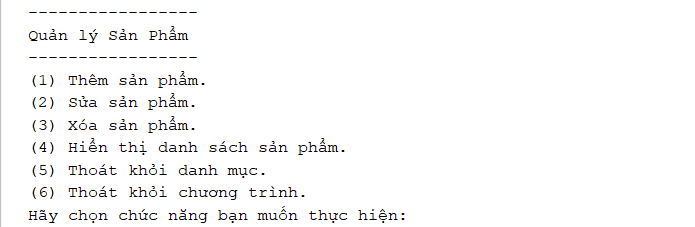 -----------------
Quản lý Sản Phẩm
-----------------
(1) Thêm sản phẩm.
(2) Sửa sản phẩm.
(3) Xóa sản phẩm.
(4) Hiển thị danh sách sản phẩm.
(5) Thoát khỏi danh mục.
(6) Thoát khỏi chương trình.
Hãy chọn chức năng bạn muốn thực hiện: